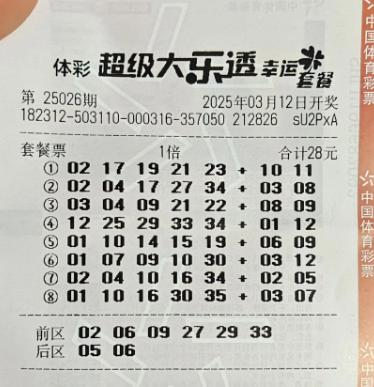 体彩 超级大乐透 幸运套餐
第 25026期 2025年03月12日开奖
182312-503110-000316-357050 212826 sU2PxA
套餐票 1倍 合计28元
① 02 17 19 21 23 + 10 11
② 02 04 17 27 34 + 03 08
③ 03 04 09 21 22 + 08 09
④ 12 25 29 33 34 + 01 12
⑤ 01 10 14 15 19 + 06 09
⑥ 01 07 09 10 30 + 03 12
⑦ 02 04 10 16 34 + 02 05
⑧ 01 10 16 30 35 + 03 07
前区 02 06 09 27 29 33
后区 05 06
中国体育彩票
中国体育彩票
中国体育彩票